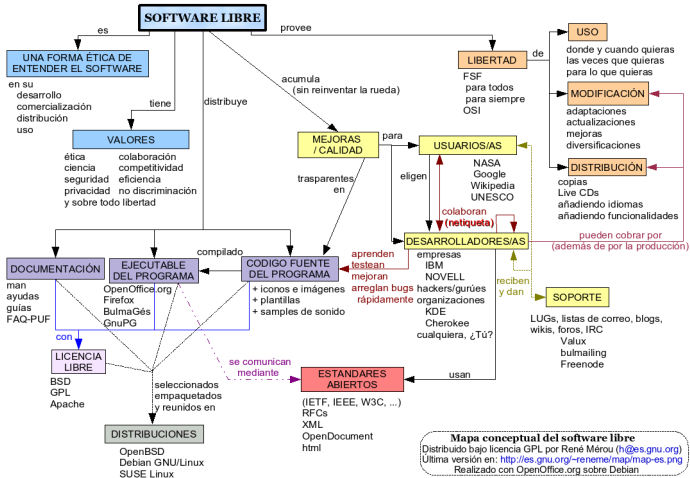 SOFTWARE LIBRE
es
provee
UNA FORMA ÉTICA DE
ENTENDER EL SOFTWARE
en su
desarrollo
comercialización
distribución
uso
tiene
VALORES
ética
ciencia
seguridad
privacidad
colaboración
competitividad
eficiencia
no discriminación
y sobre todo libertad
distribuye
acumula
(sin reinventar la rueda)
MEJORAS
/ CALIDAD
para
trasparentes
en
LIBERTAD
de
FSF
para todos
para siempre
OSI
USO
donde y cuando quieras
las veces que quieras
para lo que quieras
MODIFICACIÓN
adaptaciones
actualizaciones
mejoras
diversificaciones
DISTRIBUCIÓN
copias
Live CDs
añadiendo idiomas
añadiendo funcionalidades
USUARIOS/AS
NASA
Google
Wikipedia
UNESCO
eligen
colaboran
(netiqueta)
DESARROLLADORES/AS
empresas
IBM
NOVELL
hackers/gurúes
organizaciones
KDE
Cherokee
cualquiera, ¿Tú?
pueden cobrar por
(además de por la producción)
reciben
y dan
SOPORTE
LUGs, listas de correo, blogs,
wikis, foros, IRC
Valux
bulmailing
Freenode
aprenden
testean
mejoran
arreglan bugs
rápidamente
DOCUMENTACIÓN
man
ayudas
guías
FAQ-PUF
EJECUTABLE
DEL PROGRAMA
OpenOffice.org
Firefox
BulmaGés
GnuPG
compilado
CODIGO FUENTE
DEL PROGRAMA
+ iconos e imágenes
+ plantillas
+ samples de sonido
con
LICENCIA
LIBRE
BSD
GPL
Apache
seleccionados
empaquetados
y reunidos en
DISTRIBUCIONES
OpenBSD
Debian GNU/Linux
SUSE Linux
se comunican
mediante
ESTANDARES
ABIERTOS
usan
(IETF, IEEE, W3C, ...)
RFCs
XML
OpenDocument
html
Mapa conceptual del software libre
Distribuido bajo licencia GPL por René Mérou (h@es.gnu.org)
Última versión en: http://es.gnu.org/~reneme/map/map-es.png
Realizado con OpenOffice.org sobre Debian